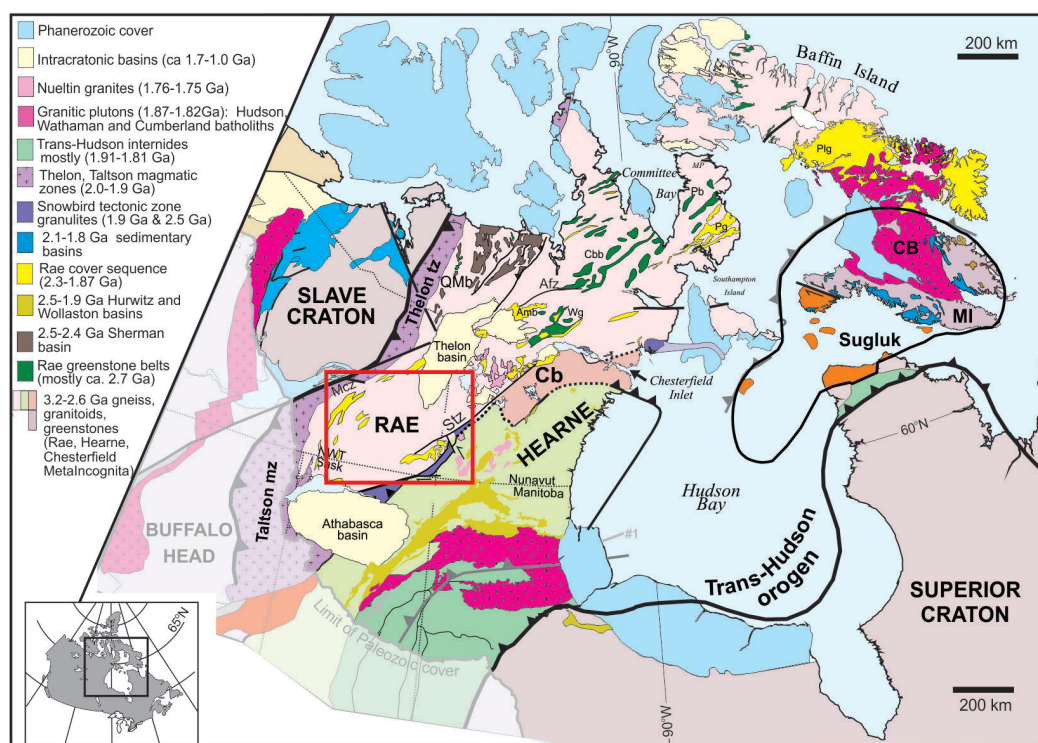 Phanerozoic cover
Intracratonic basins (ca 1.7-1.0 Ga)
Nueltin granites (1.76-1.75 Ga)
Granitic plutons (1.87-1.82Ga): Hudson,
Wathaman and Cumberland batholiths
Trans-Hudson internides
mostly (1.91-1.81 Ga)
Thelon, Taltson magmatic
zones (2.0-1.9 Ga)
Snowbird tectonic zone
granulites (1.9 Ga & 2.5 Ga)
2.1-1.8 Ga sedimentary
basins
Rae cover sequence
(2.3-1.87 Ga)
2.5-1.9 Ga Hurwitz and
Wollaston basins
2.5-2.4 Ga Sherman
basin
Rae greenstone belts
(mostly ca. 2.7 Ga)
3.2-2.6 Ga gneiss,
granitoids,
greenstones
(Rae, Hearne,
Chesterfield
MetaIncognita)
96°W
200 km
Baffin Island
Plg
MP
Committee
Bay
Pb
Pg
Cbb
CB
QMb
Afz
Thelon tz
SLAVE
CRATON
Southampton
Island
MI
Amb
Wg
Sugluk
Thelon
basin
Cb
Chesterfield
Inlet
Mcz
RAE
Stz
HEARNE
60°N
NWT
Sask
Taltson mz
Nunavut
Manitoba
Hudson
Bay
BUFFALO
HEAD
Athabasca
basin
#1
Trans-Hudson
orogen
SUPERIOR
CRATON
65°N
Limit of Paleozoic cover
90°W
200 km